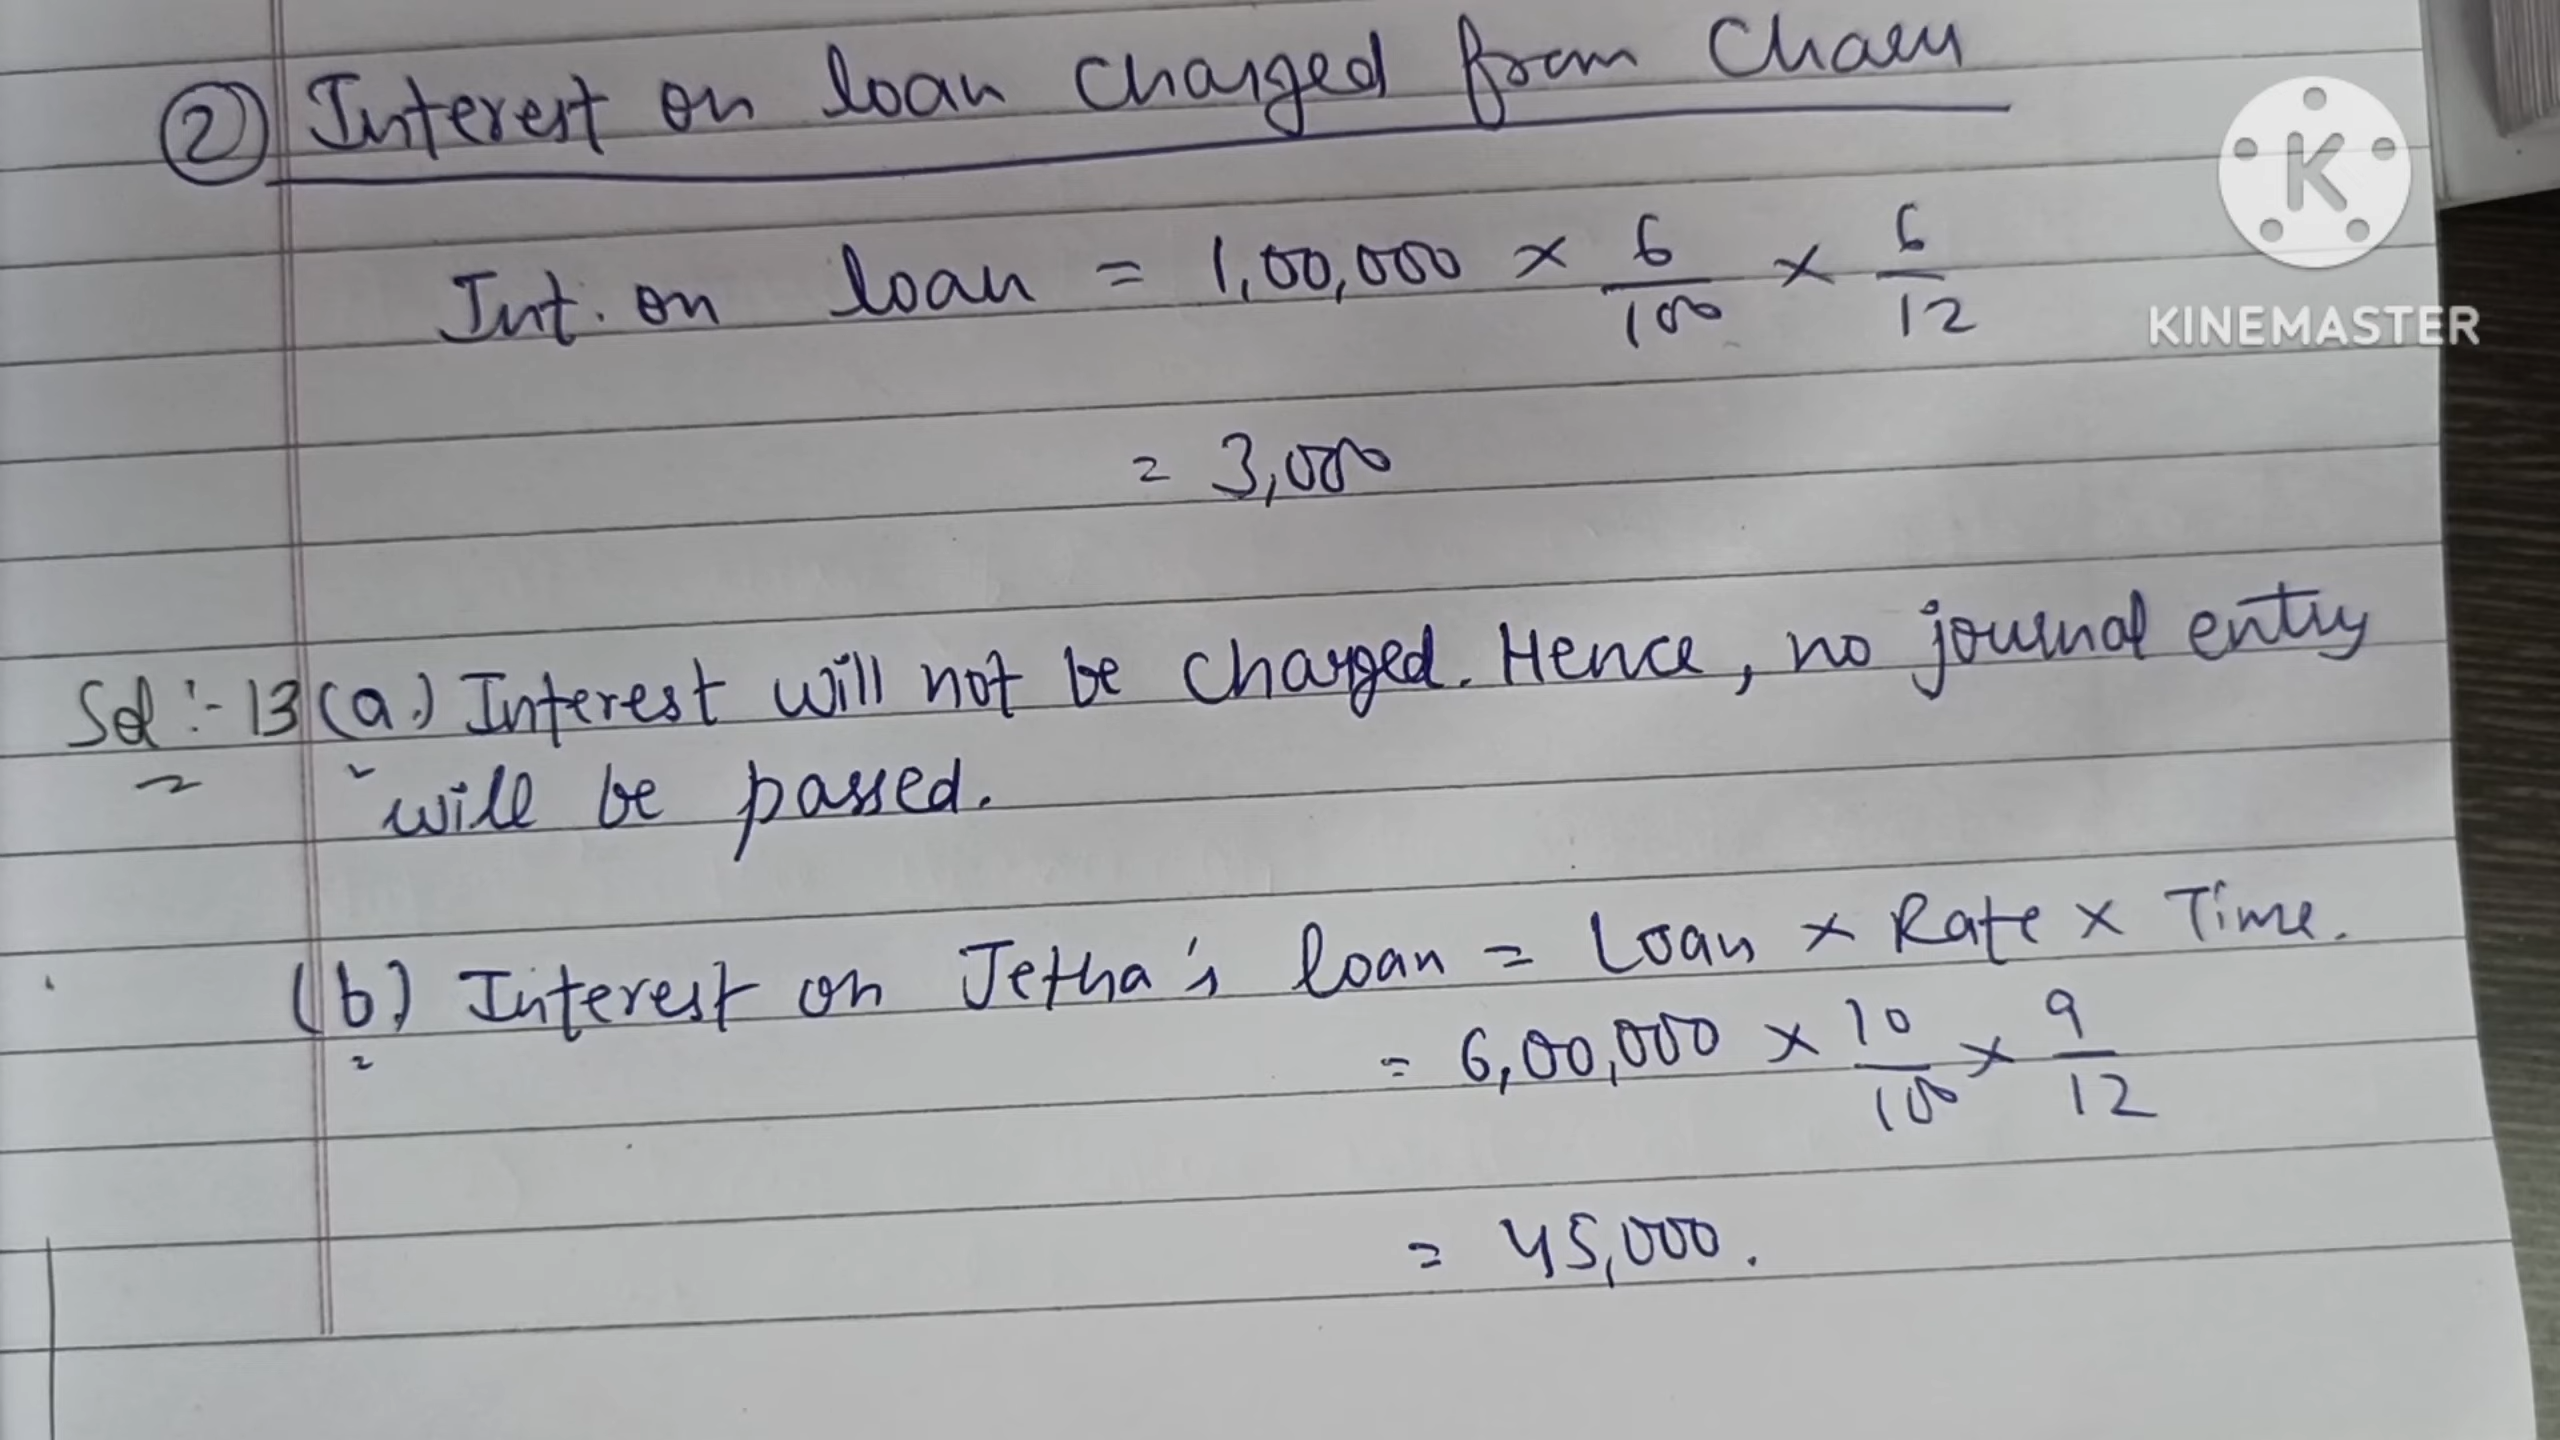 ② Interest on loan charged from Charu
Int. on loan = 1,00,000 × 6/100 × 6/12
= 3,000
Sol :- 13 (a.) Interest will not be charged. Hence, no journal entry
will be passed.
(b.) Interest on Jetha's loan = Loan × Rate × Time.
= 6,00,000 × 10/100 × 9/12
= 45,000.
K
KINEMASTER